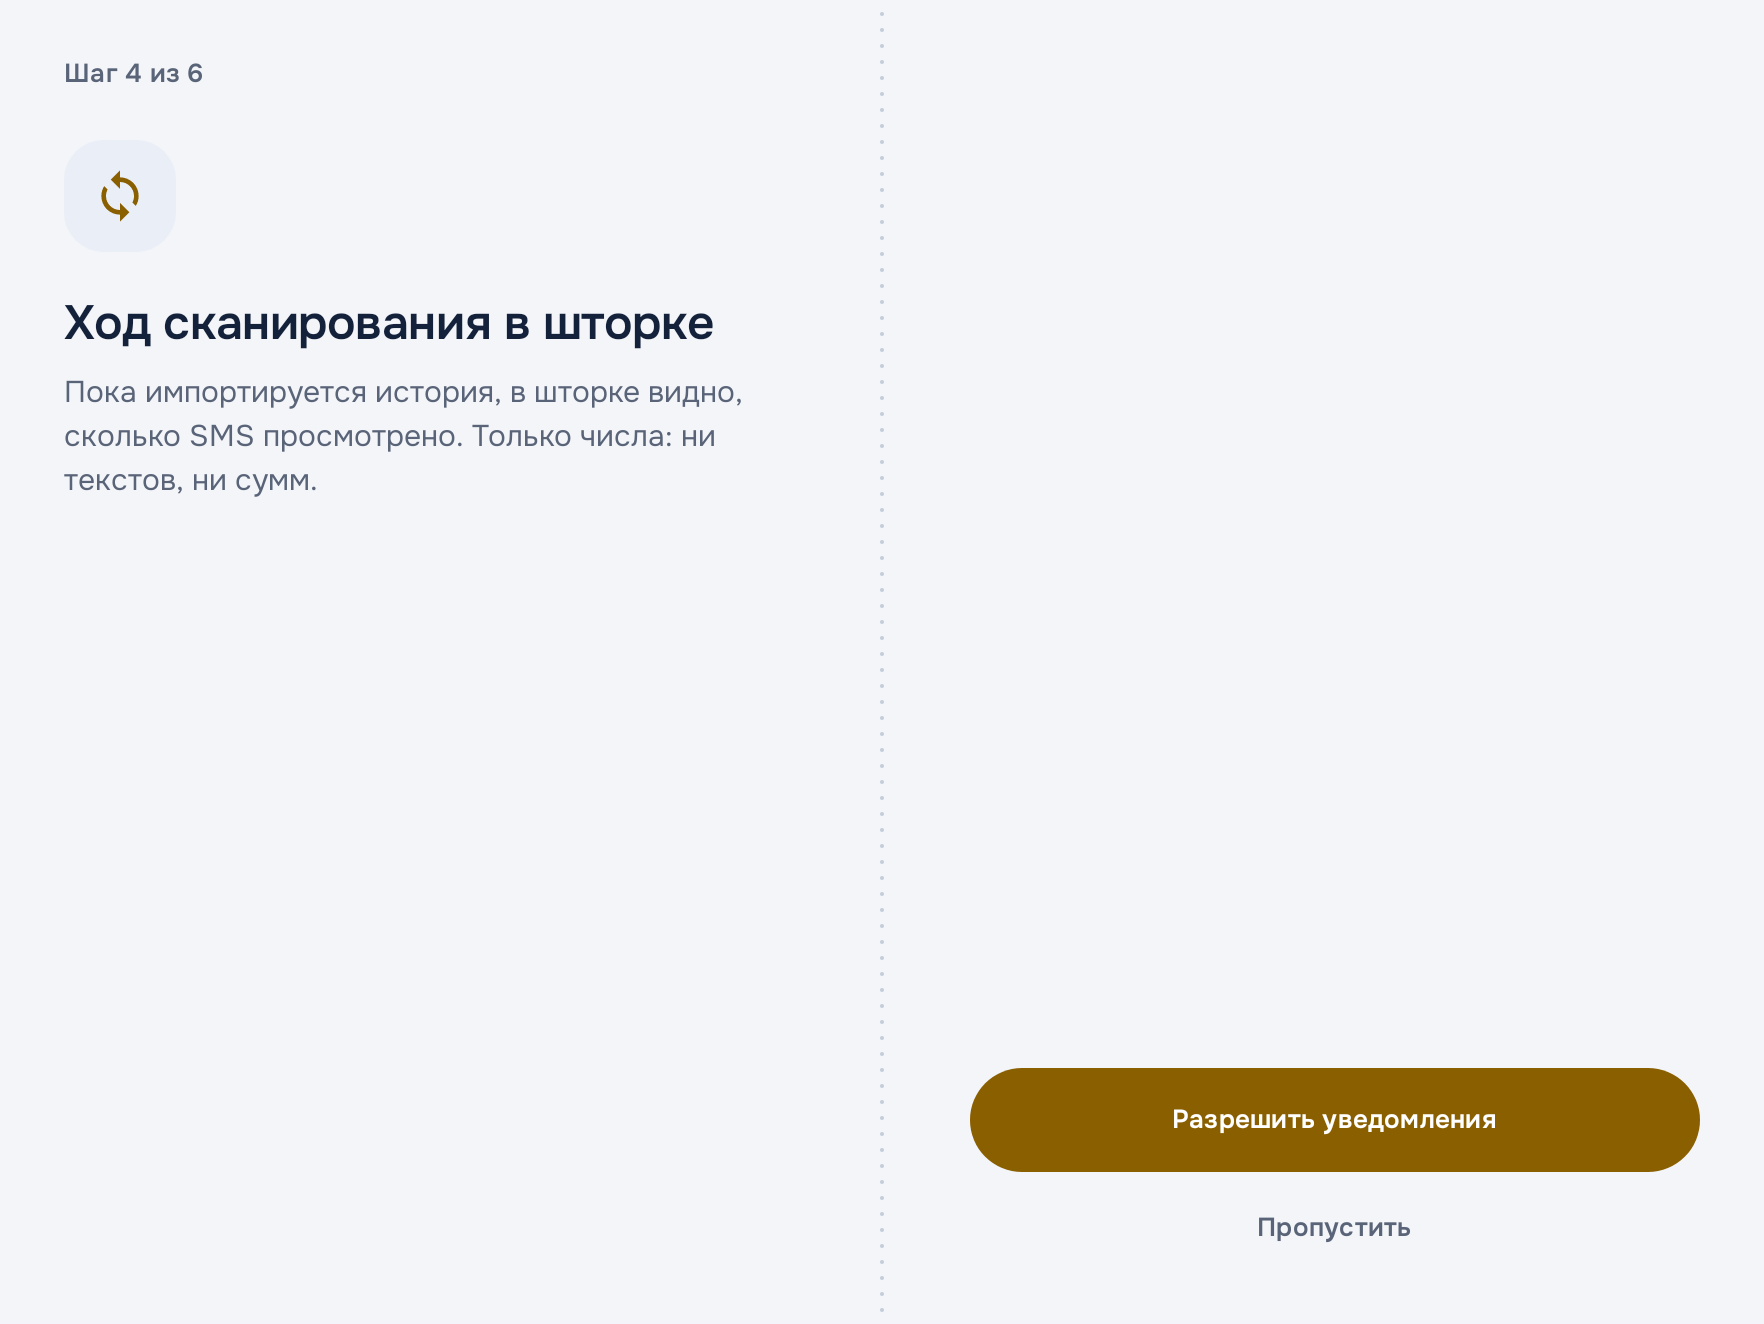 Шаг 4 из 6
Ход сканирования в шторке
Пока импортируется история, в шторке видно,
сколько SMS просмотрено. Только числа: ни
текстов, ни сумм.
Разрешить уведомления
Пропустить